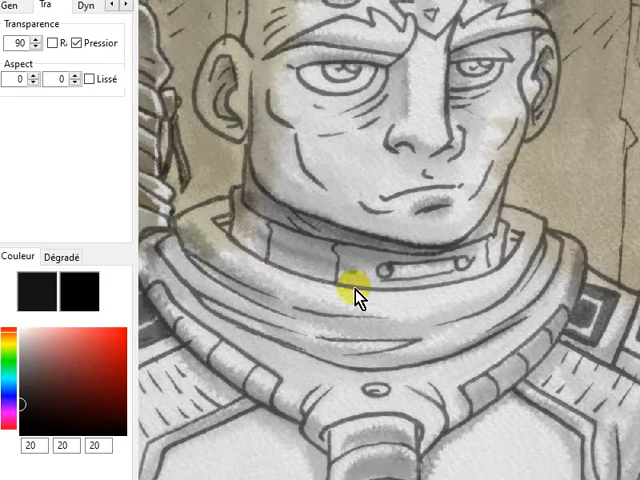 Gen Tra Dyn
Transparence
90 R: Pression
Aspect
0 0 Lissé
Couleur Dégradé
20 20 20